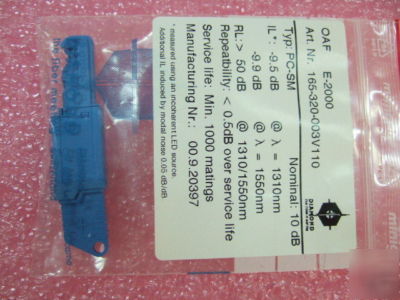 OAF E-2000
Art. Nr. 165-320-003V110
DIAMOND
Typ: PC-SM Nominal: 10 dB
IL*: -9,5 dB @ λ = 1310nm
-9,9 dB @ λ = 1550nm
RL: > 50 dB @ 1310/1550nm
Repeatbility: < 0.5dB over service life
Service life: Min. 1000 matings
Manufacturing Nr.: 00.9.20397
* measured using an incoherent LED source.
Additional IL induced by modal noise 0.05 dB/dB